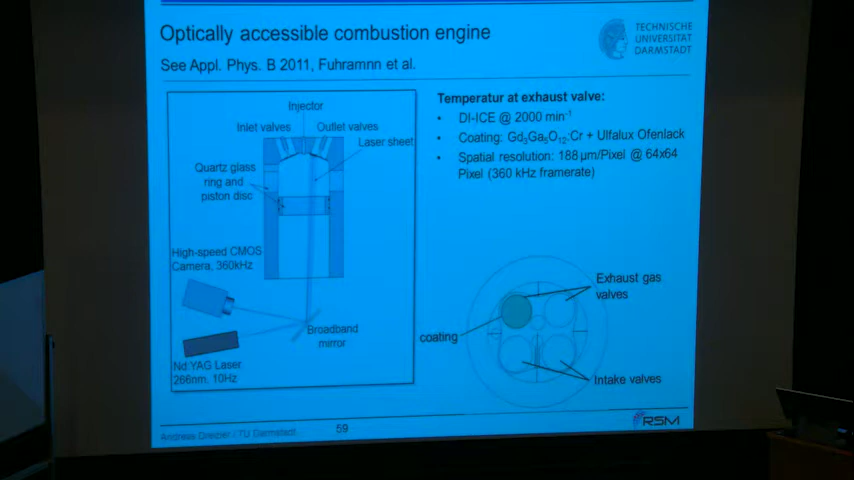 Optically accessible combustion engine
TECHNISCHE
UNIVERSITÄT
DARMSTADT
See Appl. Phys. B 2011, Fuhramnn et al.
Injector
Inlet valves
Outlet valves
Laser sheet
Quartz glass
ring and
piston disc
High-speed CMOS
Camera, 360kHz
Broadband
mirror
Nd:YAG Laser
266nm, 10Hz
Temperatur at exhaust valve:
• DI-ICE @ 2000 min⁻¹
• Coating: Gd₃Ga₅O₁₂:Cr + Ulfalux Ofenlack
• Spatial resolution: 188 µm/Pixel @ 64x64
Pixel (360 kHz framerate)
Exhaust gas
valves
coating
Intake valves
Andreas Dreizler / TU Darmstadt
59
RSM